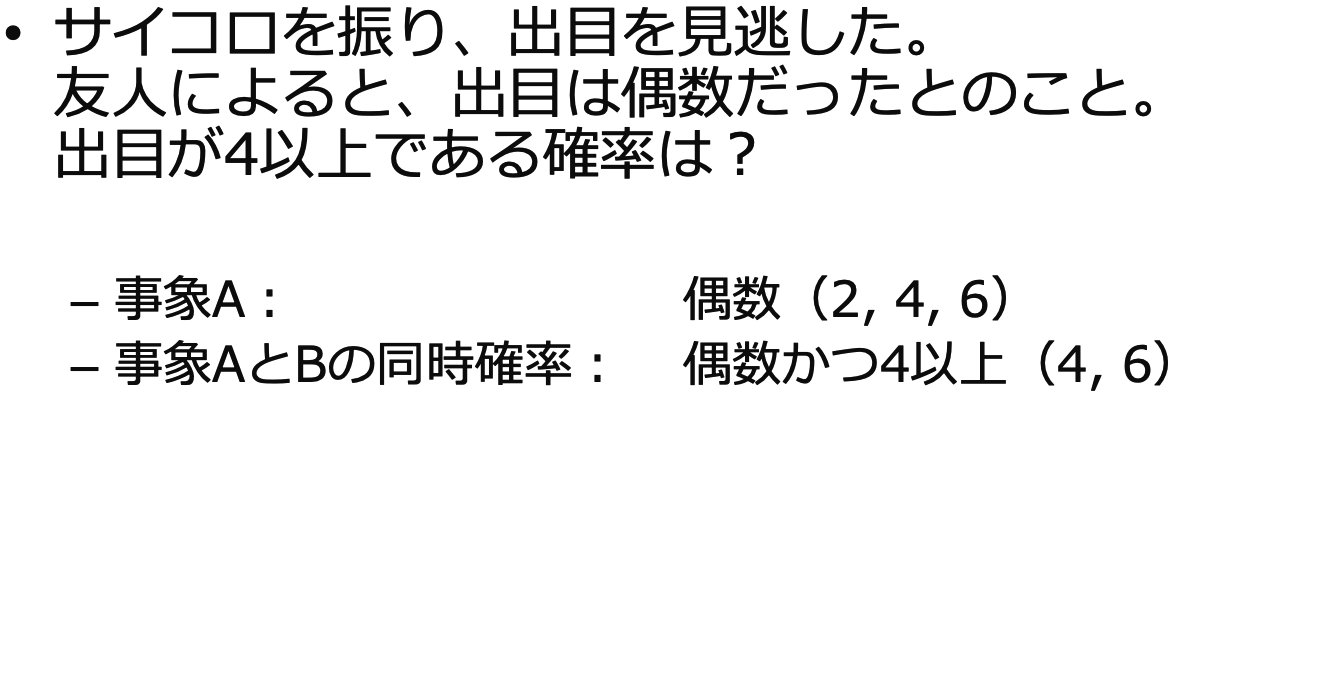 • サイコロを振り、出目を見逃した。
友人によると、出目は偶数だったとのこと。
出目が4以上である確率は？
– 事象A： 偶数（2, 4, 6）
– 事象AとBの同時確率： 偶数かつ4以上（4, 6）